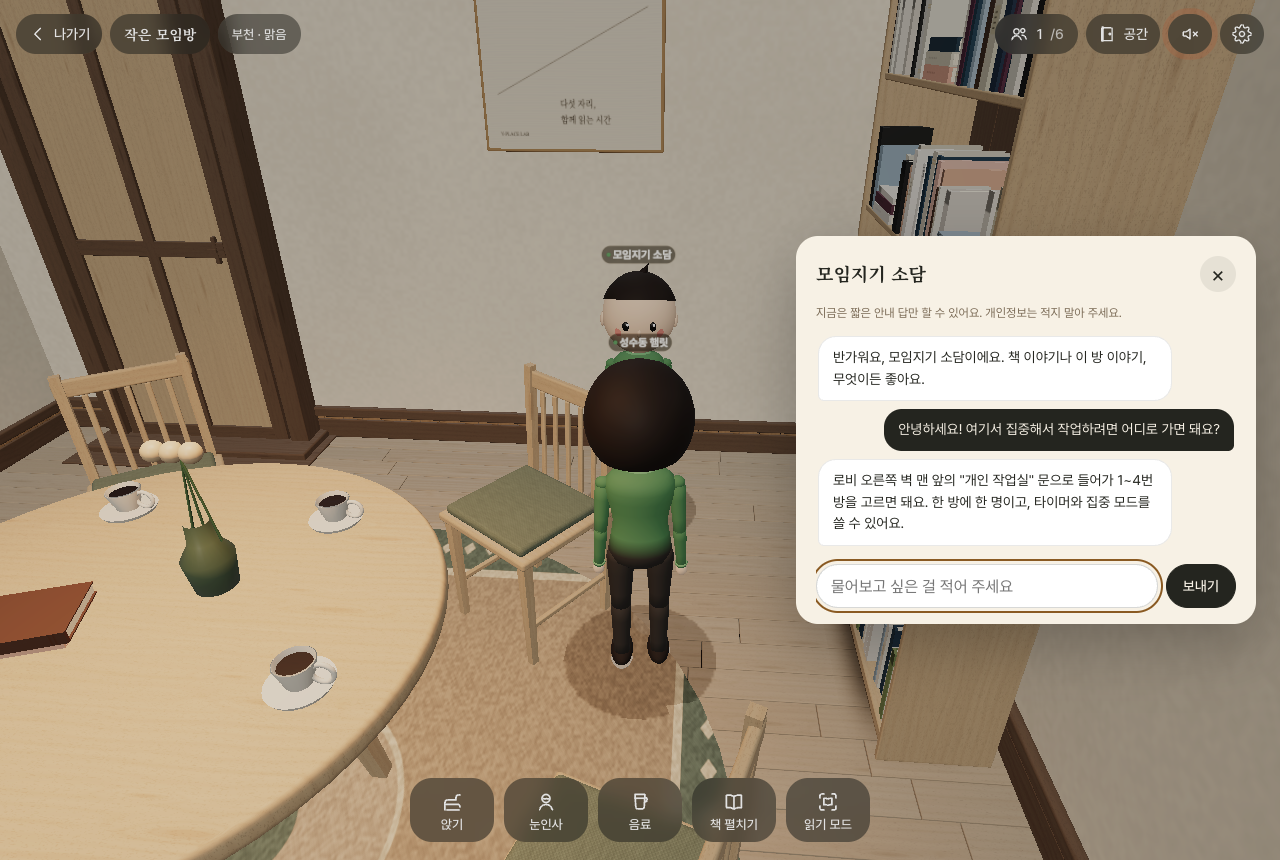 나가기
작은 모임방
부천 · 맑음
1 /6
공간
다섯 자리,
함께 읽는 시간
모임지기 소담
성수동 햄릿
모임지기 소담
지금은 짧은 안내 답만 할 수 있어요. 개인정보는 적지 말아 주세요.
반가워요, 모임지기 소담이에요. 책 이야기나 이 방 이야기,
무엇이든 좋아요.
안녕하세요! 여기서 집중해서 작업하려면 어디로 가면 돼요?
로비 오른쪽 벽 맨 앞의 "개인 작업실" 문으로 들어가 1~4번
방을 고르면 돼요. 한 방에 한 명이고, 타이머와 집중 모드를
쓸 수 있어요.
물어보고 싶은 걸 적어 주세요
보내기
앉기
눈인사
음료
책 펼치기
읽기 모드